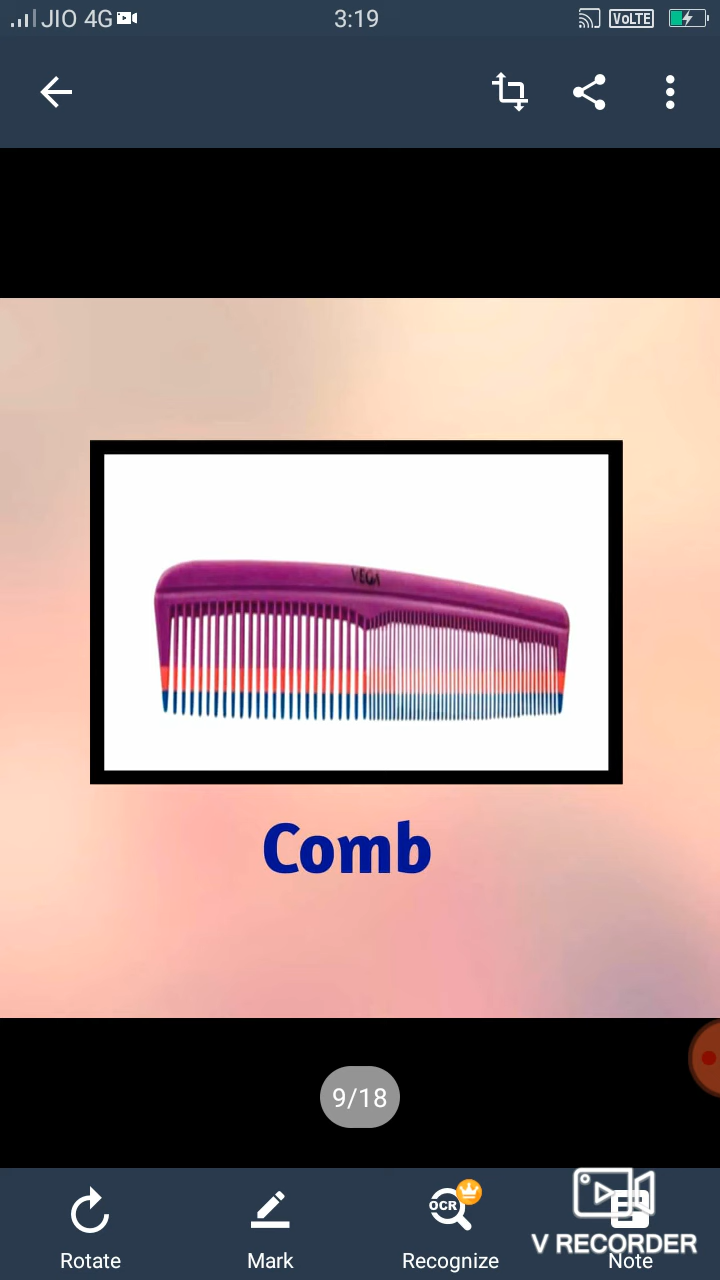 JIO 4G 3:19 VoLTE
VEGA
Comb
9/18
OCR
V RECORDER
Rotate Mark Recognize Note